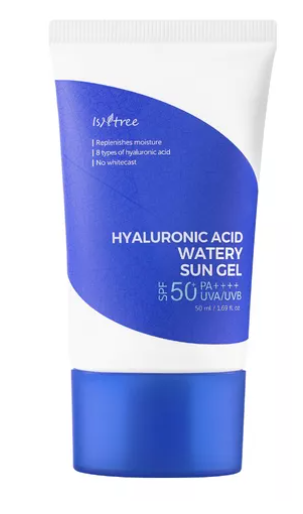 Isntree
Replenishes moisture
8 types of hyaluronic acid
No whitecast
HYALURONIC ACID
WATERY
SUN GEL
SPF 50+ PA++++
UVA/UVB
50 ml / 1.69 fl. oz